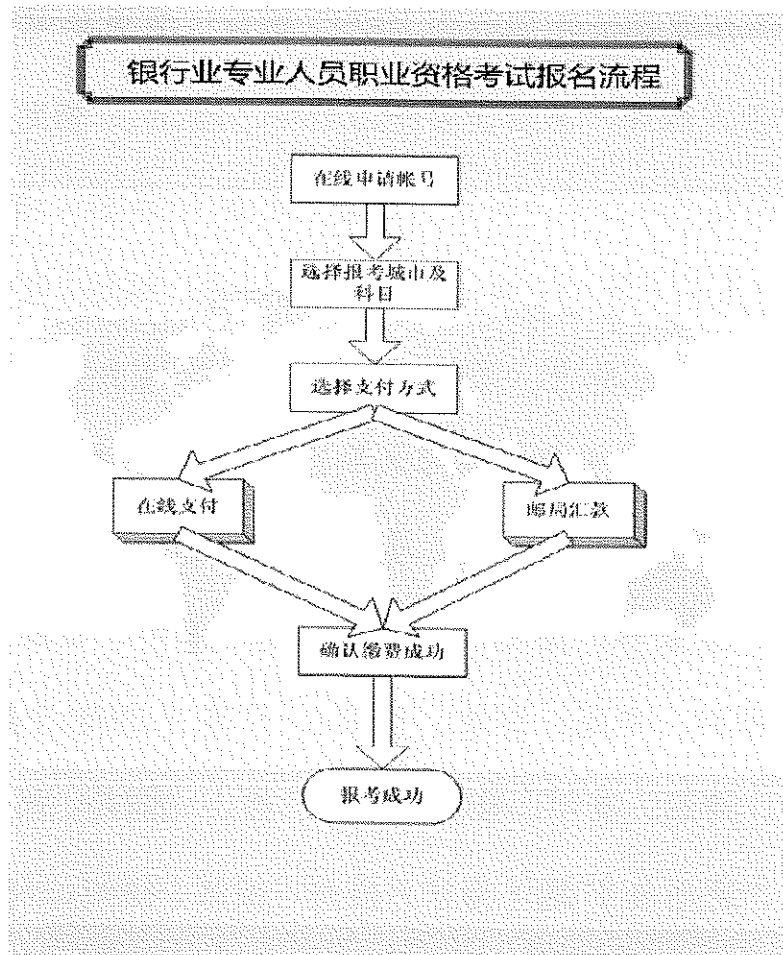 银行业专业人员职业资格考试报名流程
在线申请帐号
选择报考城市及
科目
选择支付方式
在线支付
邮局汇款
确认缴费成功
报考成功